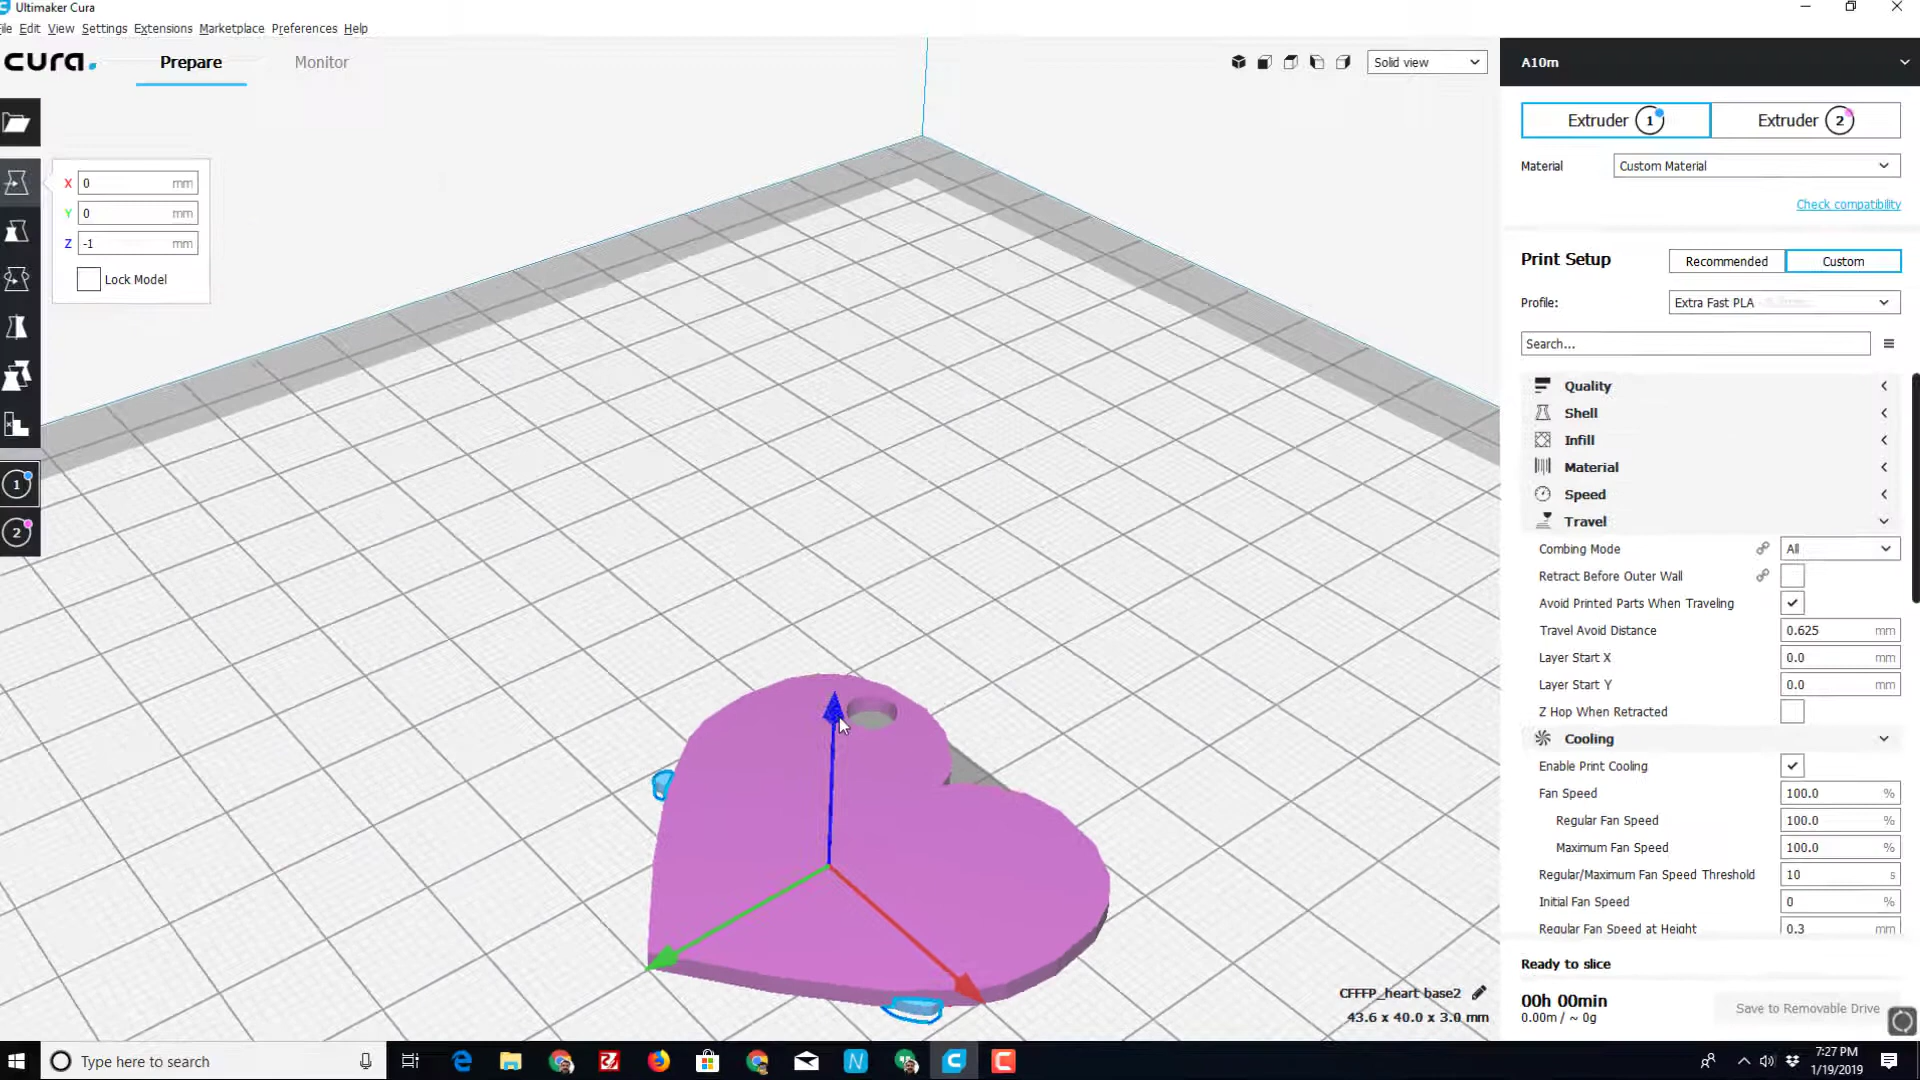 Ultimaker Cura
File Edit View Settings Extensions Marketplace Preferences Help
cura.
Prepare
Monitor
Solid view
A10m
Extruder 1
Extruder 2
Material
Custom Material
Check compatibility
X 0 mm
Y 0 mm
Z -1 mm
Lock Model
1
2
Print Setup
Recommended
Custom
Profile:
Extra Fast PLA
Search...
Quality
Shell
Infill
Material
Speed
Travel
Combing Mode All
Retract Before Outer Wall
Avoid Printed Parts When Traveling
Travel Avoid Distance 0.625 mm
Layer Start X 0.0 mm
Layer Start Y 0.0 mm
Z Hop When Retracted
Cooling
Enable Print Cooling
Fan Speed 100.0 %
Regular Fan Speed 100.0 %
Maximum Fan Speed 100.0 %
Regular/Maximum Fan Speed Threshold 10 s
Initial Fan Speed 0 %
Regular Fan Speed at Height 0.3 mm
Ready to slice
CFFFP_heart base2
43.6 x 40.0 x 3.0 mm
00h 00min
0.00m / ~ 0g
Save to Removable Drive
Type here to search
7:27 PM
1/19/2019